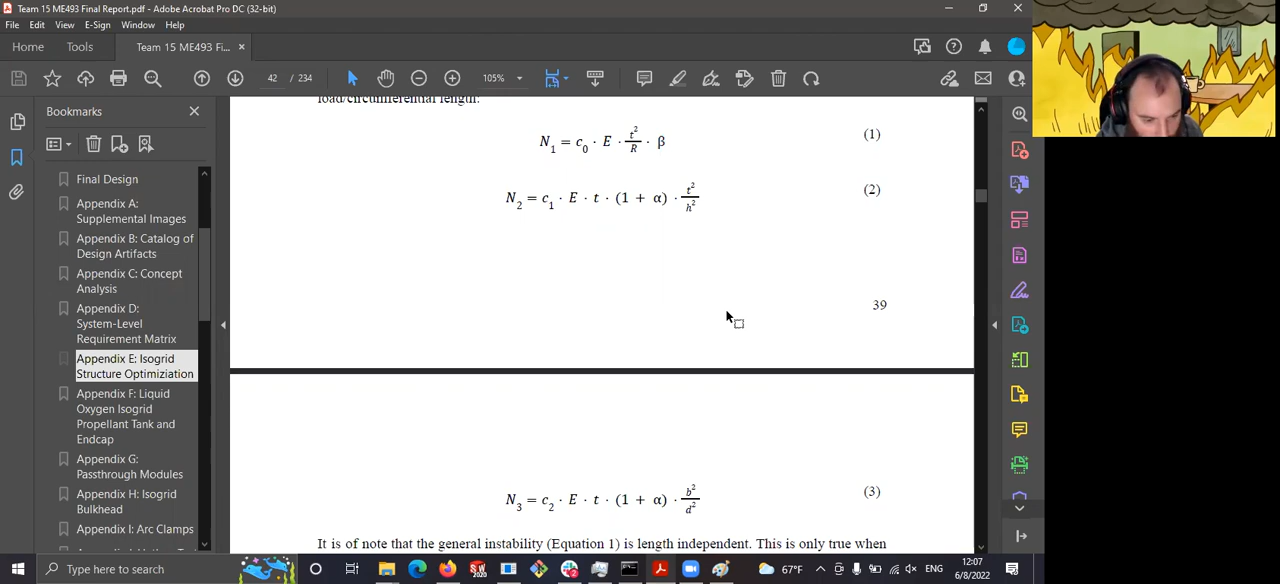 Team 15 ME493 Final Report.pdf - Adobe Acrobat Pro DC (32-bit)
File Edit View E-Sign Window Help
Home Tools Team 15 ME493 Fi... ×
42 / 234 105%
Bookmarks
Final Design
Appendix A:
Supplemental Images
Appendix B: Catalog of
Design Artifacts
Appendix C: Concept
Analysis
Appendix D:
System-Level
Requirement Matrix
Appendix E: Isogrid
Structure Optimiziation
Appendix F: Liquid
Oxygen Isogrid
Propellant Tank and
Endcap
Appendix G:
Passthrough Modules
Appendix H: Isogrid
Bulkhead
Appendix I: Arc Clamps
load/circumferential length:
N₁ = c₀ · E · t²/R · β (1)
N₂ = c₁ · E · t · (1 + α) · t²/h² (2)
39
N₃ = c₂ · E · t · (1 + α) · b²/d² (3)
It is of note that the general instability (Equation 1) is length independent. This is only true when
Type here to search
67°F
ENG
12:07
6/8/2022